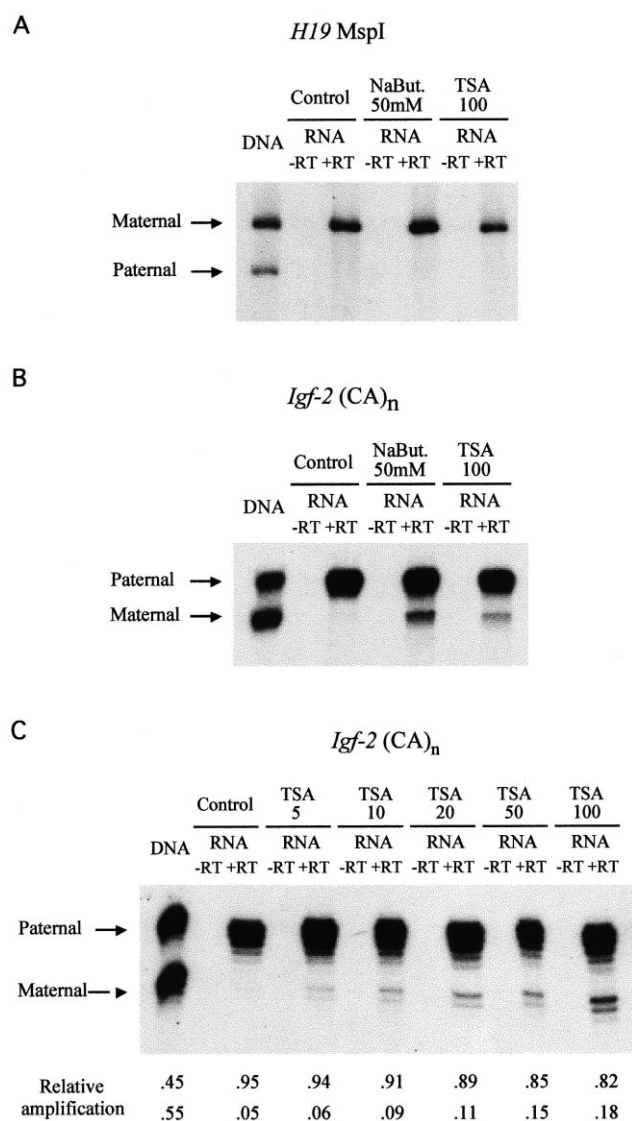 A
H19 MspI
Control NaBut. 50mM TSA 100
DNA RNA RNA RNA
-RT +RT -RT +RT -RT +RT
Maternal
Paternal
B
Igf-2 (CA)n
Control NaBut. 50mM TSA 100
DNA RNA RNA RNA
-RT +RT -RT +RT -RT +RT
Paternal
Maternal
C
Igf-2 (CA)n
Control TSA 5 TSA 10 TSA 20 TSA 50 TSA 100
DNA RNA RNA RNA RNA RNA RNA
-RT +RT -RT +RT -RT +RT -RT +RT -RT +RT -RT +RT
Paternal
Maternal
Relative amplification
.45 .95 .94 .91 .89 .85 .82
.55 .05 .06 .09 .11 .15 .18